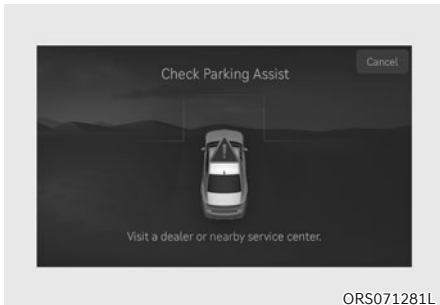 Cancel
Check Parking Assist
Visit a dealer or nearby service center.
ORS071281L